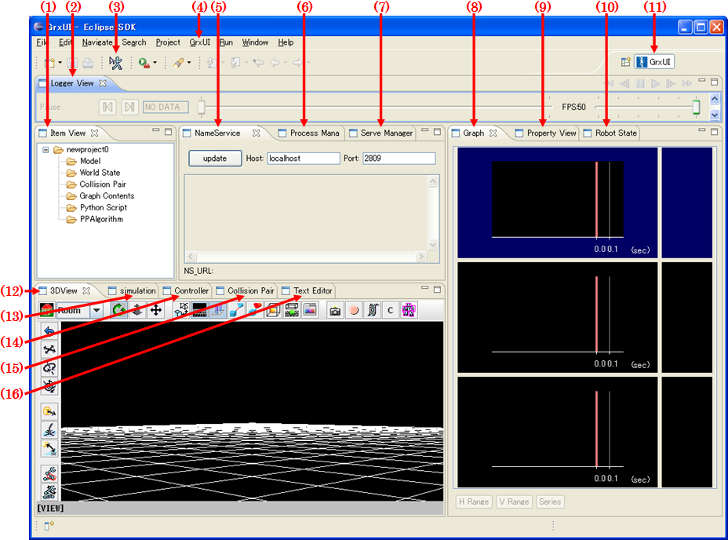 (1) (2) (3) (4) (5) (6) (7) (8) (9) (10) (11)
GrxUI - Eclipse SDK
File Edit Navigate Search Project GrxUI Run Window Help
GrxUI
Logger View
Pause NO DATA FPS50
Item View NameService Process Mana Serve Manager Graph Property View Robot State
newproject0
update Host: localhost Port: 2809
Model
World State
Collision Pair
Graph Contents
Python Script
PPAlgorithm
0.0 0.1 (sec)
NS_URL:
(12) 3DView simulation Controller Collision Pair Text Editor
Room C
(13)
(14)
(15)
(16)
0.0 0.1 (sec)
0.0 0.1 (sec)
H Range V Range Series
[VIEW]